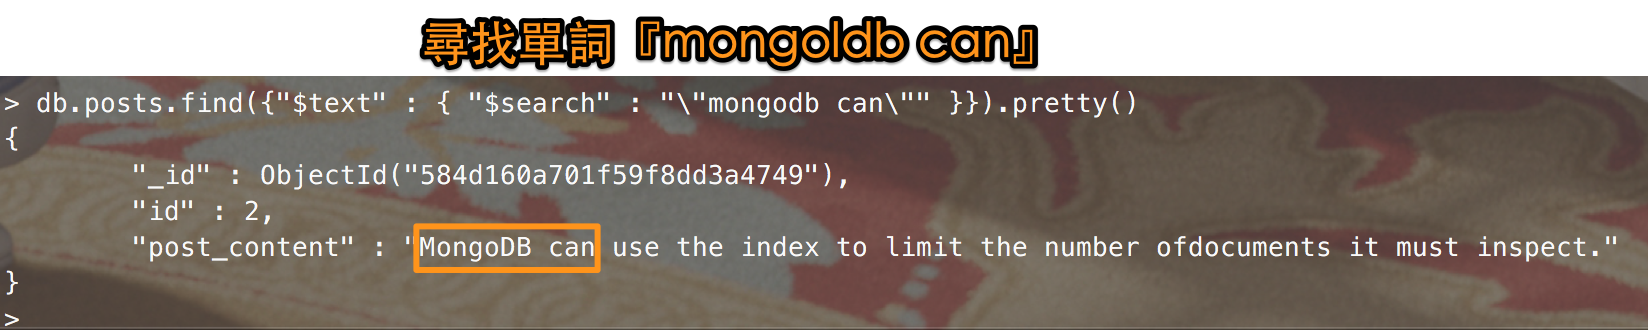 尋找單詞『mongoldb can』
> db.posts.find({"$text" : { "$search" : "\"mongodb can\"" }}).pretty()
{
"_id" : ObjectId("584d160a701f59f8dd3a4749"),
"id" : 2,
"post_content" : "MongoDB can use the index to limit the number ofdocuments it must inspect."
}
>